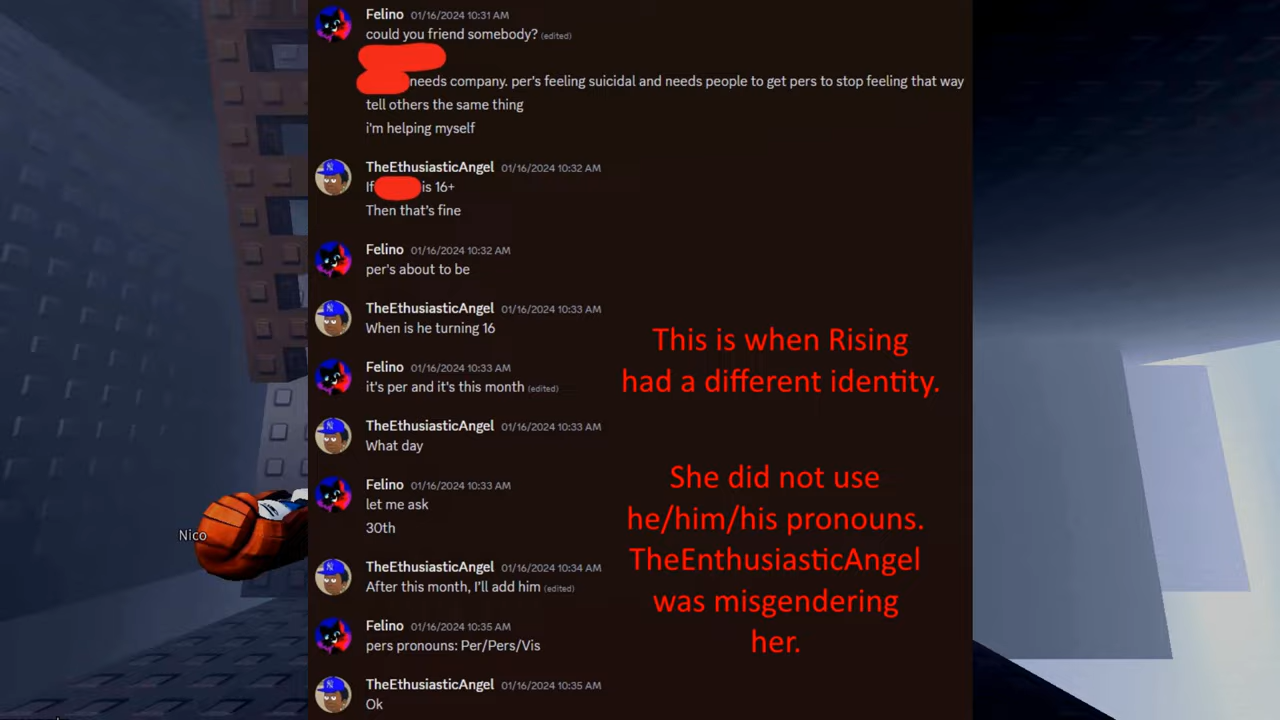 Felino 01/16/2024 10:31 AM
could you friend somebody? (edited)
needs company. per's feeling suicidal and needs people to get pers to stop feeling that way
tell others the same thing
i'm helping myself
TheEthusiasticAngel 01/16/2024 10:32 AM
If is 16+
Then that's fine
Felino 01/16/2024 10:32 AM
per's about to be
TheEthusiasticAngel 01/16/2024 10:33 AM
When is he turning 16
Felino 01/16/2024 10:33 AM
it's per and it's this month (edited)
TheEthusiasticAngel 01/16/2024 10:33 AM
What day
Felino 01/16/2024 10:33 AM
let me ask
30th
TheEthusiasticAngel 01/16/2024 10:34 AM
After this month, I'll add him (edited)
Felino 01/16/2024 10:35 AM
pers pronouns: Per/Pers/Vis
TheEthusiasticAngel 01/16/2024 10:35 AM
Ok
This is when Rising
had a different identity.
She did not use
he/him/his pronouns.
TheEnthusiasticAngel
was misgendering
her.
Nico